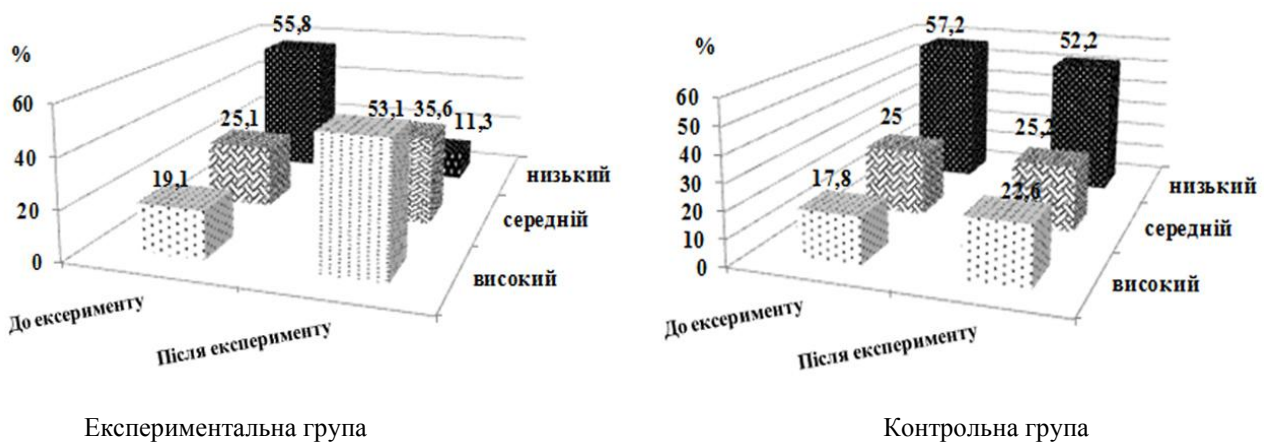 %
60
40
20
0
55,8
25,1
19,1
53,1
35,6
11,3
низький
середній
високий
До ексерименту
Після експерименту
Експериментальна група
%
60
50
40
30
20
10
0
57,2
52,2
25
25,2
17,8
22,6
низький
середній
високий
До ексерименту
Після експерименту
Контрольна група